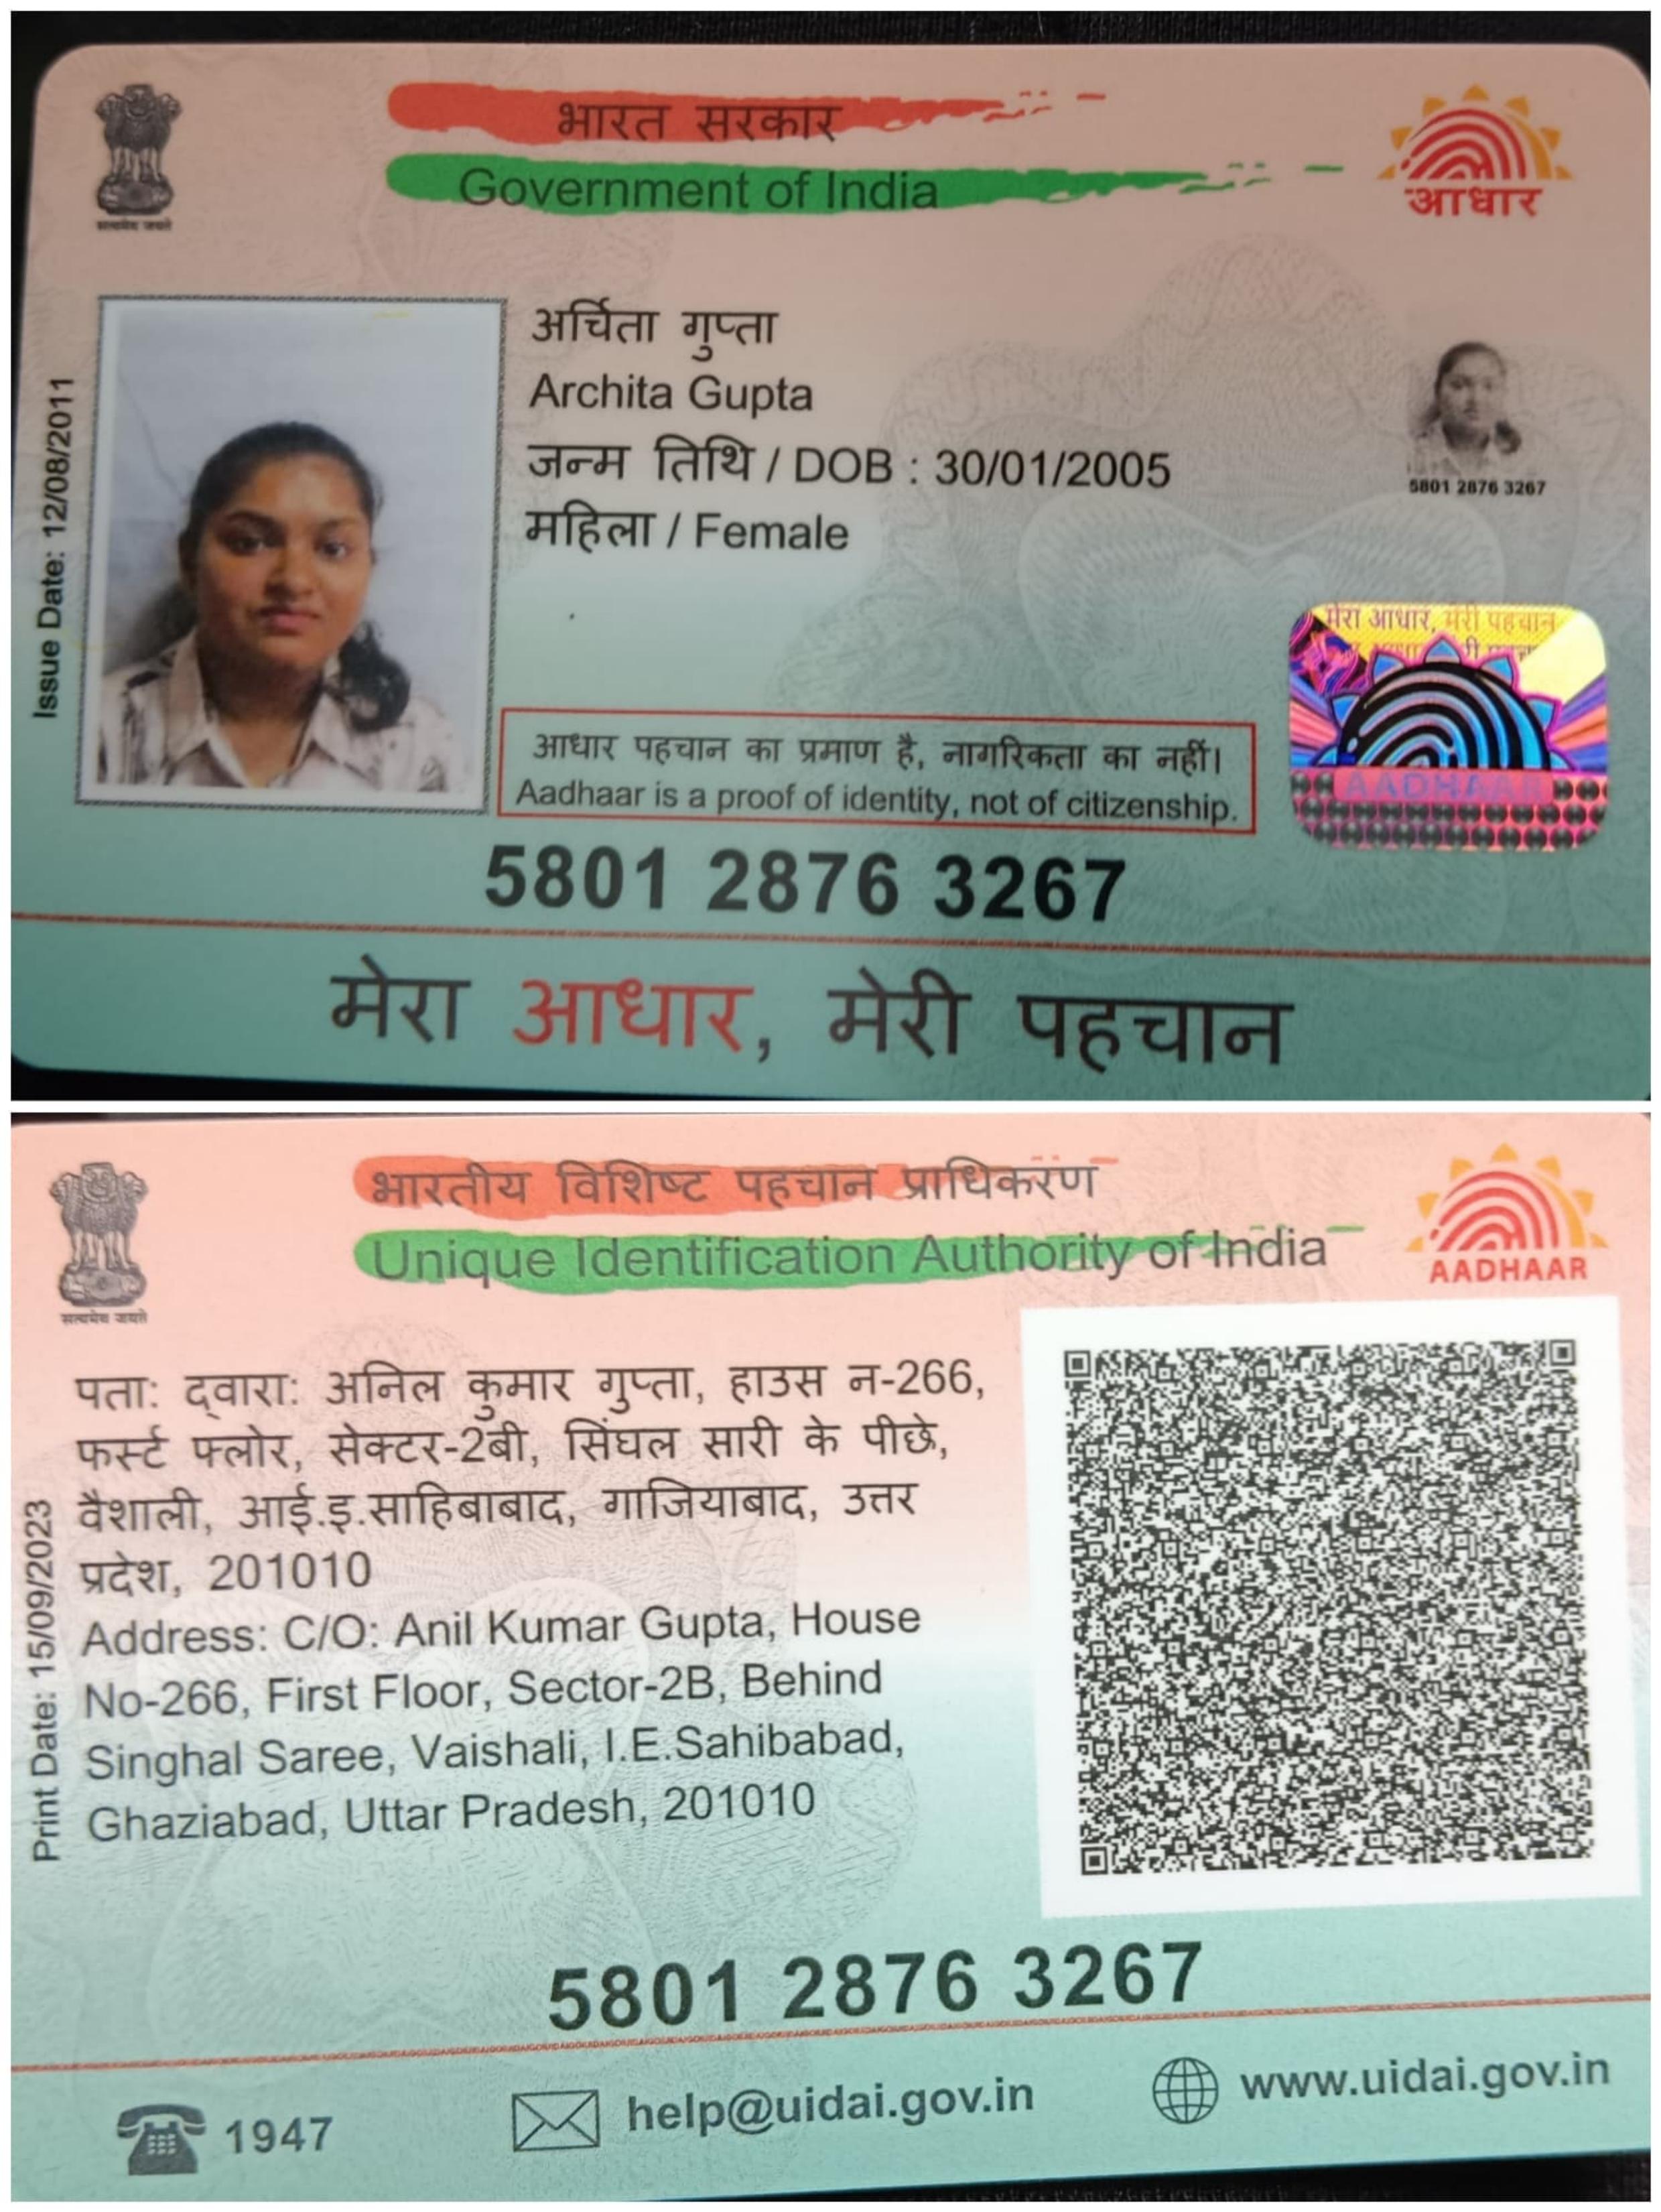 भारत सरकार
Government of India
सत्यमेव जयते
आधार
Issue Date: 12/08/2011
अर्चिता गुप्ता
Archita Gupta
जन्म तिथि / DOB : 30/01/2005
महिला / Female
5801 2876 3267
मेरा आधार, मेरी पहचान
AADHAAR
आधार पहचान का प्रमाण है, नागरिकता का नहीं।
Aadhaar is a proof of identity, not of citizenship.
5801 2876 3267
मेरा आधार, मेरी पहचान
भारतीय विशिष्ट पहचान प्राधिकरण
Unique Identification Authority of India
सत्यमेव जयते
AADHAAR
Print Date: 15/09/2023
पता: द्वारा: अनिल कुमार गुप्ता, हाउस न-266,
फर्स्ट फ्लोर, सेक्टर-2बी, सिंघल सारी के पीछे,
वैशाली, आई.इ.साहिबाबाद, गाजियाबाद, उत्तर
प्रदेश, 201010
Address: C/O: Anil Kumar Gupta, House
No-266, First Floor, Sector-2B, Behind
Singhal Saree, Vaishali, I.E.Sahibabad,
Ghaziabad, Uttar Pradesh, 201010
5801 2876 3267
1947
help@uidai.gov.in
www.uidai.gov.in